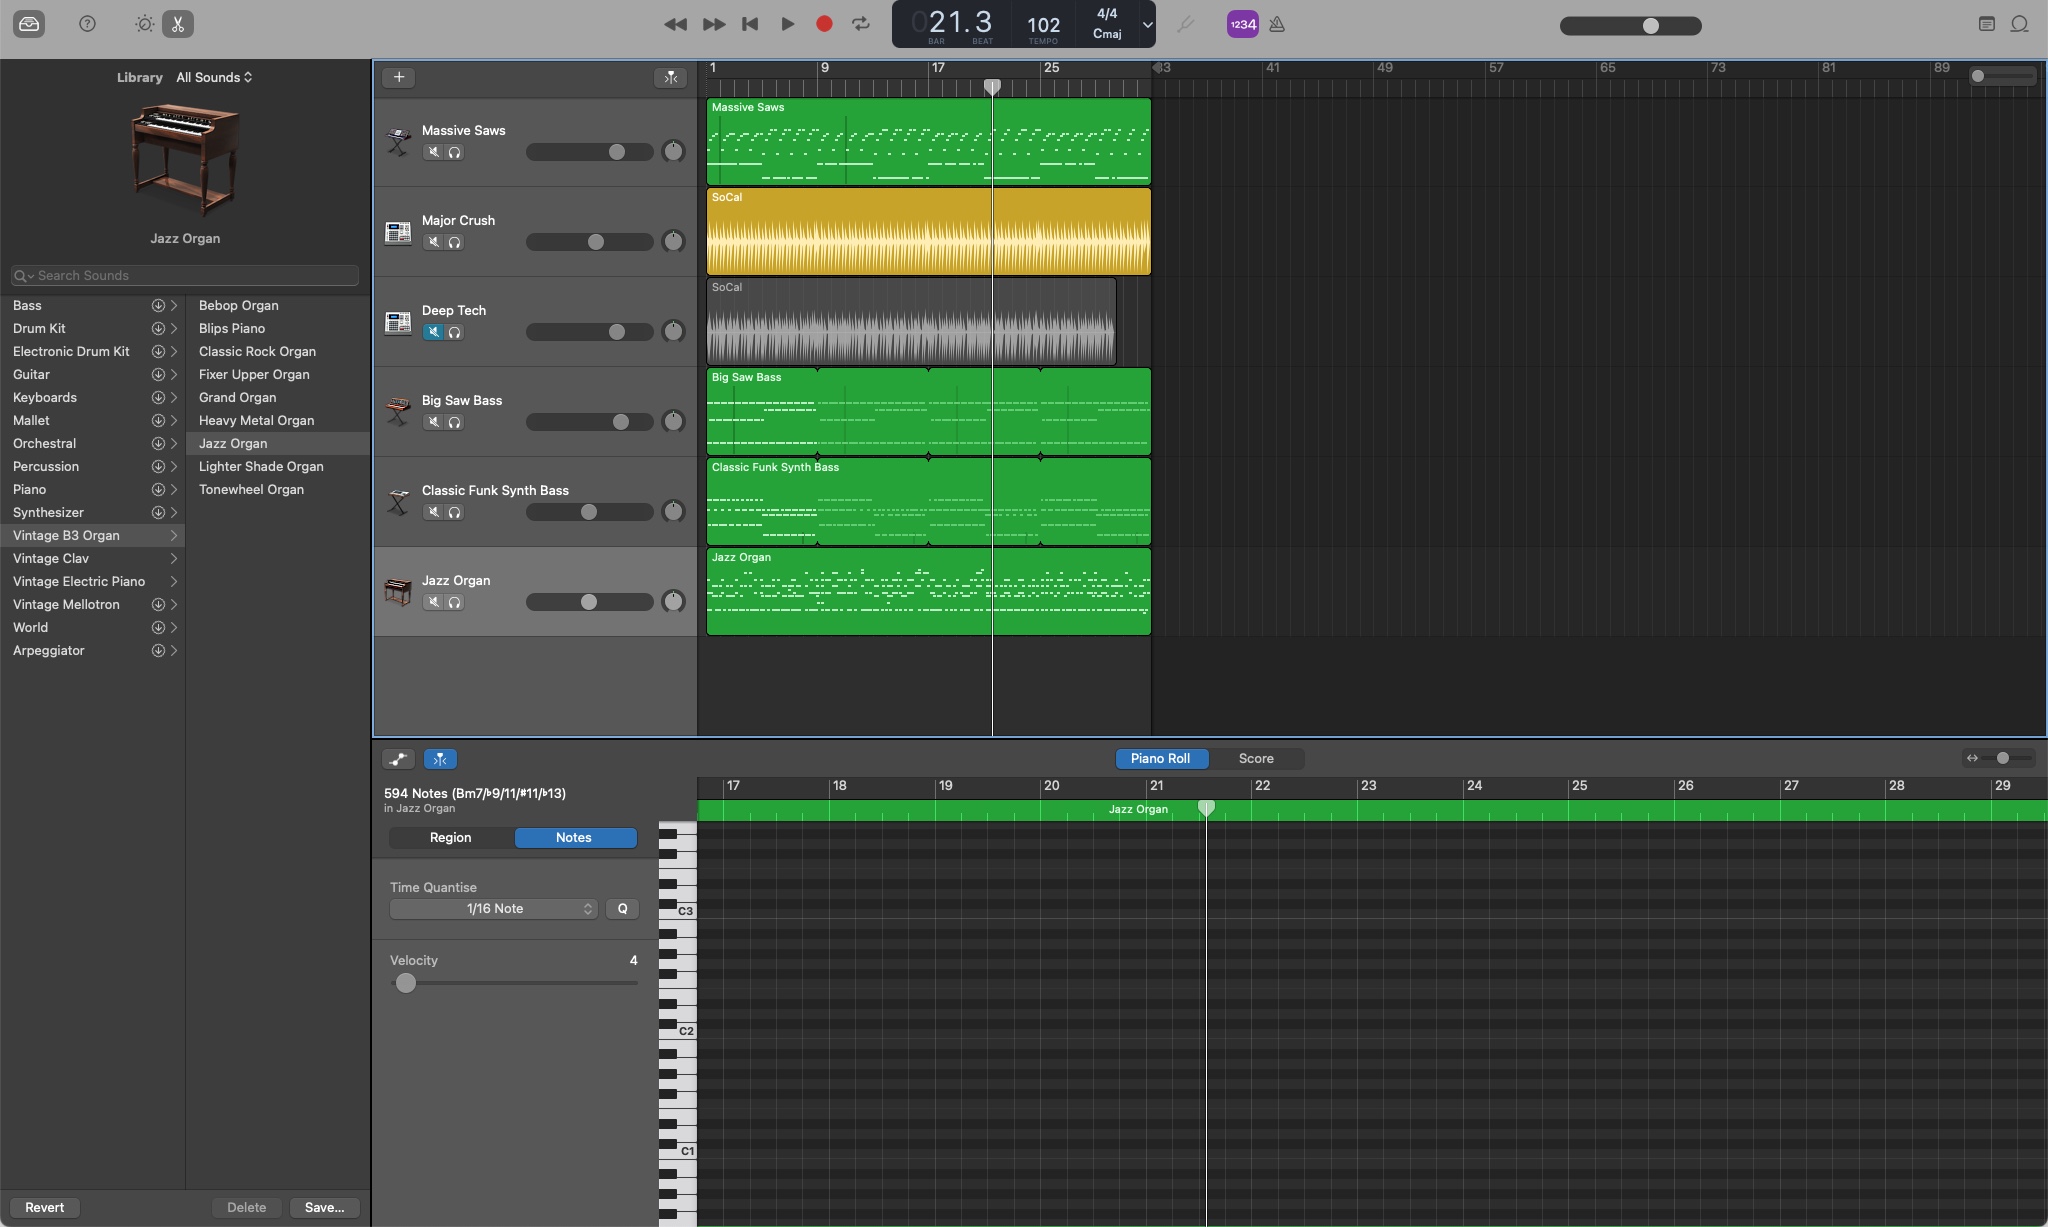 021.3
BAR BEAT
102
TEMPO
4/4
Cmaj
1234
Library All Sounds
Jazz Organ
Search Sounds
Bass
Drum Kit
Electronic Drum Kit
Guitar
Keyboards
Mallet
Orchestral
Percussion
Piano
Synthesizer
Vintage B3 Organ
Vintage Clav
Vintage Electric Piano
Vintage Mellotron
World
Arpeggiator
Bebop Organ
Blips Piano
Classic Rock Organ
Fixer Upper Organ
Grand Organ
Heavy Metal Organ
Jazz Organ
Lighter Shade Organ
Tonewheel Organ
Revert Delete Save...
1 9 17 25 33 41 49 57 65 73 81 89
Massive Saws
Major Crush
Deep Tech
Big Saw Bass
Classic Funk Synth Bass
Jazz Organ
Massive Saws
SoCal
SoCal
Big Saw Bass
Classic Funk Synth Bass
Jazz Organ
Piano Roll Score
17 18 19 20 21 22 23 24 25 26 27 28 29
594 Notes (Bm7/♭9/11/♯11/♭13)
in Jazz Organ
Jazz Organ
Region Notes
Time Quantise
1/16 Note Q
Velocity 4
C3
C2
C1